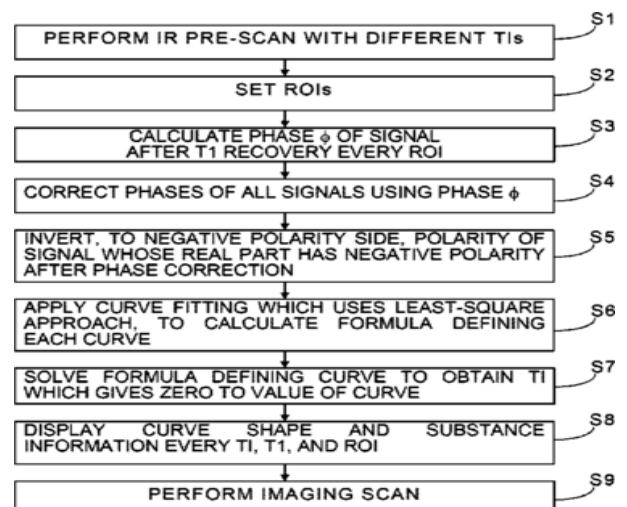 S1
PERFORM IR PRE-SCAN WITH DIFFERENT TIs
S2
SET ROIs
S3
CALCULATE PHASE ϕ OF SIGNAL
AFTER T1 RECOVERY EVERY ROI
S4
CORRECT PHASES OF ALL SIGNALS USING PHASE ϕ
S5
INVERT, TO NEGATIVE POLARITY SIDE, POLARITY OF
SIGNAL WHOSE REAL PART HAS NEGATIVE POLARITY
AFTER PHASE CORRECTION
S6
APPLY CURVE FITTING WHICH USES LEAST-SQUARE
APPROACH, TO CALCULATE FORMULA DEFINING
EACH CURVE
S7
SOLVE FORMULA DEFINING CURVE TO OBTAIN TI
WHICH GIVES ZERO TO VALUE OF CURVE
S8
DISPLAY CURVE SHAPE AND SUBSTANCE
INFORMATION EVERY TI, T1, AND ROI
S9
PERFORM IMAGING SCAN